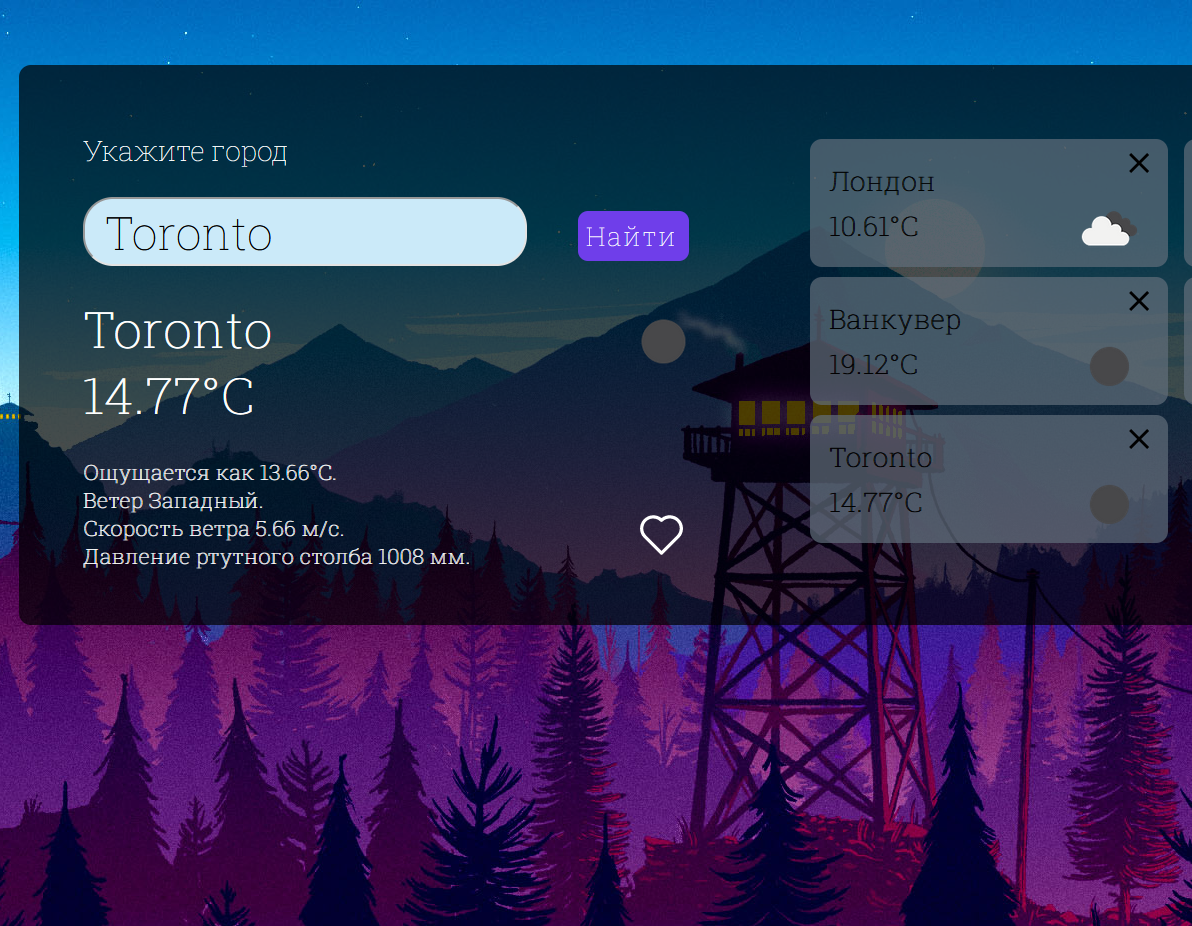 Укажите город
Toronto
Найти
Toronto
14.77°C
Ощущается как 13.66°C.
Ветер Западный.
Скорость ветра 5.66 м/с.
Давление ртутного столба 1008 мм.
Лондон
10.61°C
Ванкувер
19.12°C
Toronto
14.77°C